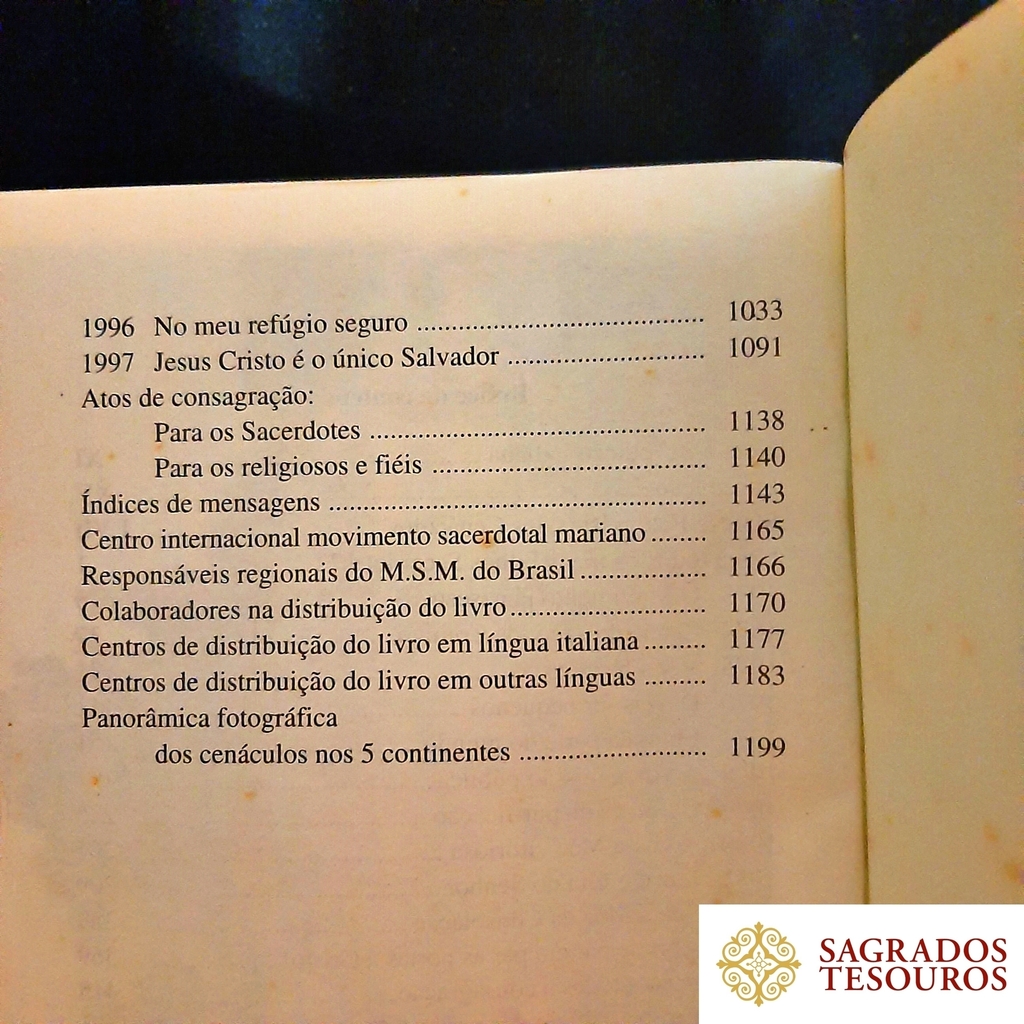 1996 No meu refúgio seguro ............................................ 1033
1997 Jesus Cristo é o único Salvador .............................. 1091
Atos de consagração:
Para os Sacerdotes ................................................... 1138
Para os religiosos e fiéis .......................................... 1140
Índices de mensagens ......................................................... 1143
Centro internacional movimento sacerdotal mariano ........ 1165
Responsáveis regionais do M.S.M. do Brasil ................... 1166
Colaboradores na distribuição do livro .............................. 1170
Centros de distribuição do livro em língua italiana ......... 1177
Centros de distribuição do livro em outras línguas ......... 1183
Panorâmica fotográfica
dos cenáculos nos 5 continentes ............................ 1199
SAGRADOS
TESOUROS